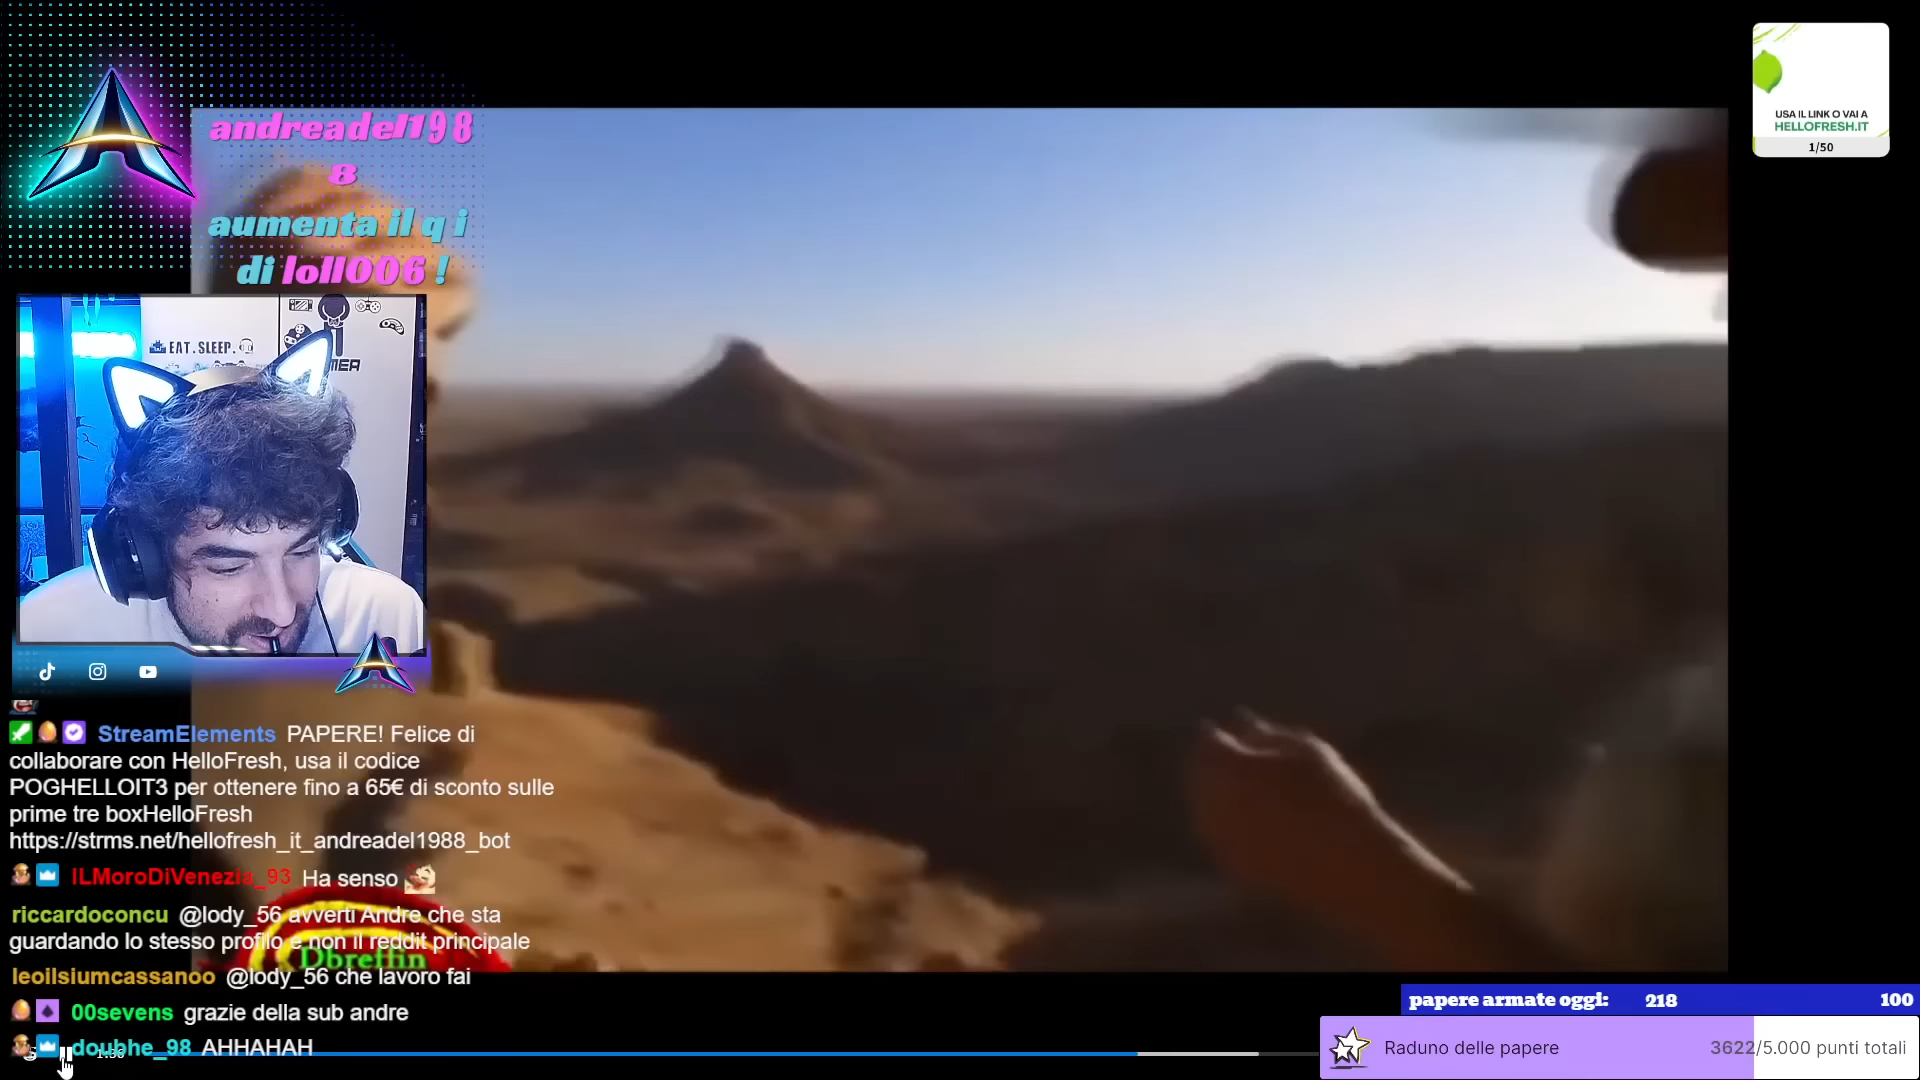 andreadel198
8
aumenta il q i
di loll006 !
USA IL LINK O VAI A
HELLOFRESH.IT
1/50
EAT.SLEEP.
StreamElements PAPERE! Felice di
collaborare con HelloFresh, usa il codice
POGHELLOIT3 per ottenere fino a 65€ di sconto sulle
prime tre boxHelloFresh
https://strms.net/hellofresh_it_andreadel1988_bot
ILMoroDiVenezia_93 Ha senso
riccardoconcu @lody_56 avverti Andre che sta
guardando lo stesso profilo e non il reddit principale
Dbreffin
leoilsiumcassanoo @lody_56 che lavoro fai
00sevens grazie della sub andre
doubhe_98 AHHAHAH
papere armate oggi: 218 100
Raduno delle papere 3622/5.000 punti totali